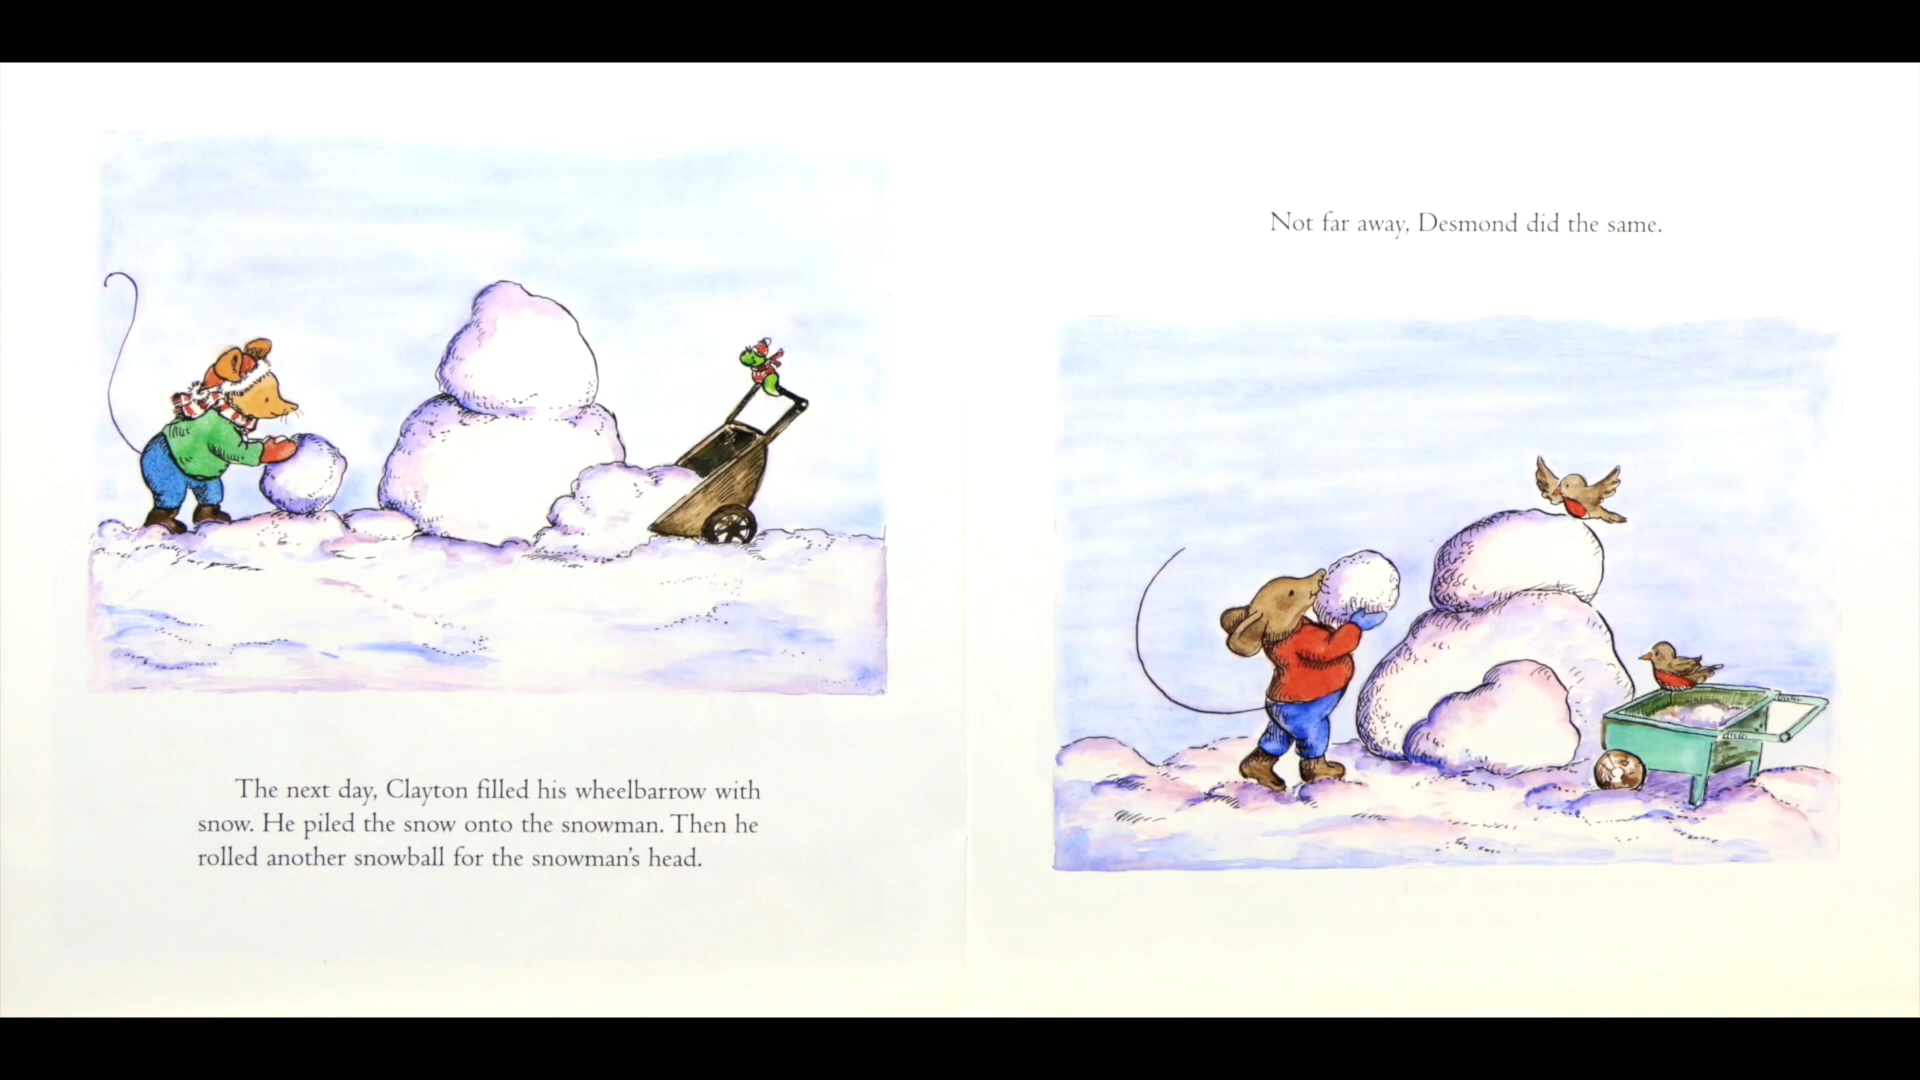 The next day, Clayton filled his wheelbarrow with
snow. He piled the snow onto the snowman. Then he
rolled another snowball for the snowman's head.
Not far away, Desmond did the same.